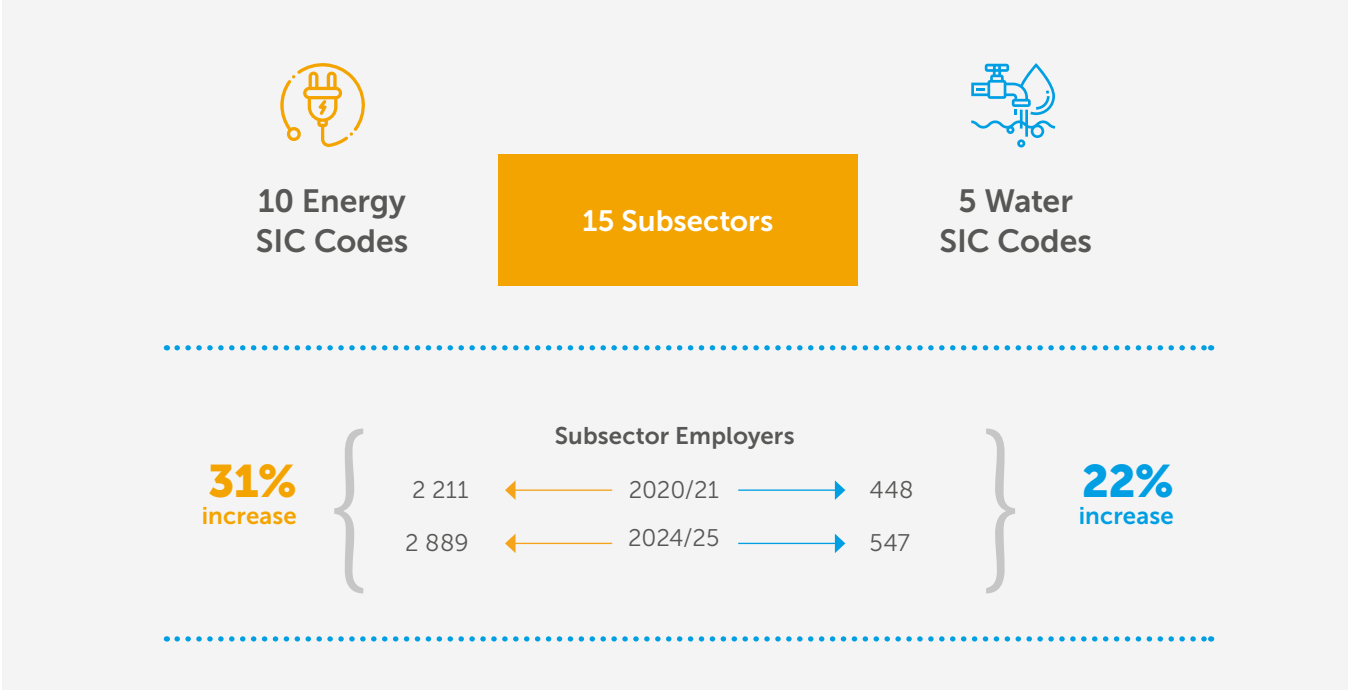 10 Energy
SIC Codes
15 Subsectors
5 Water
SIC Codes
Subsector Employers
31%
increase
2 211 2020/21 448
2 889 2024/25 547
22%
increase